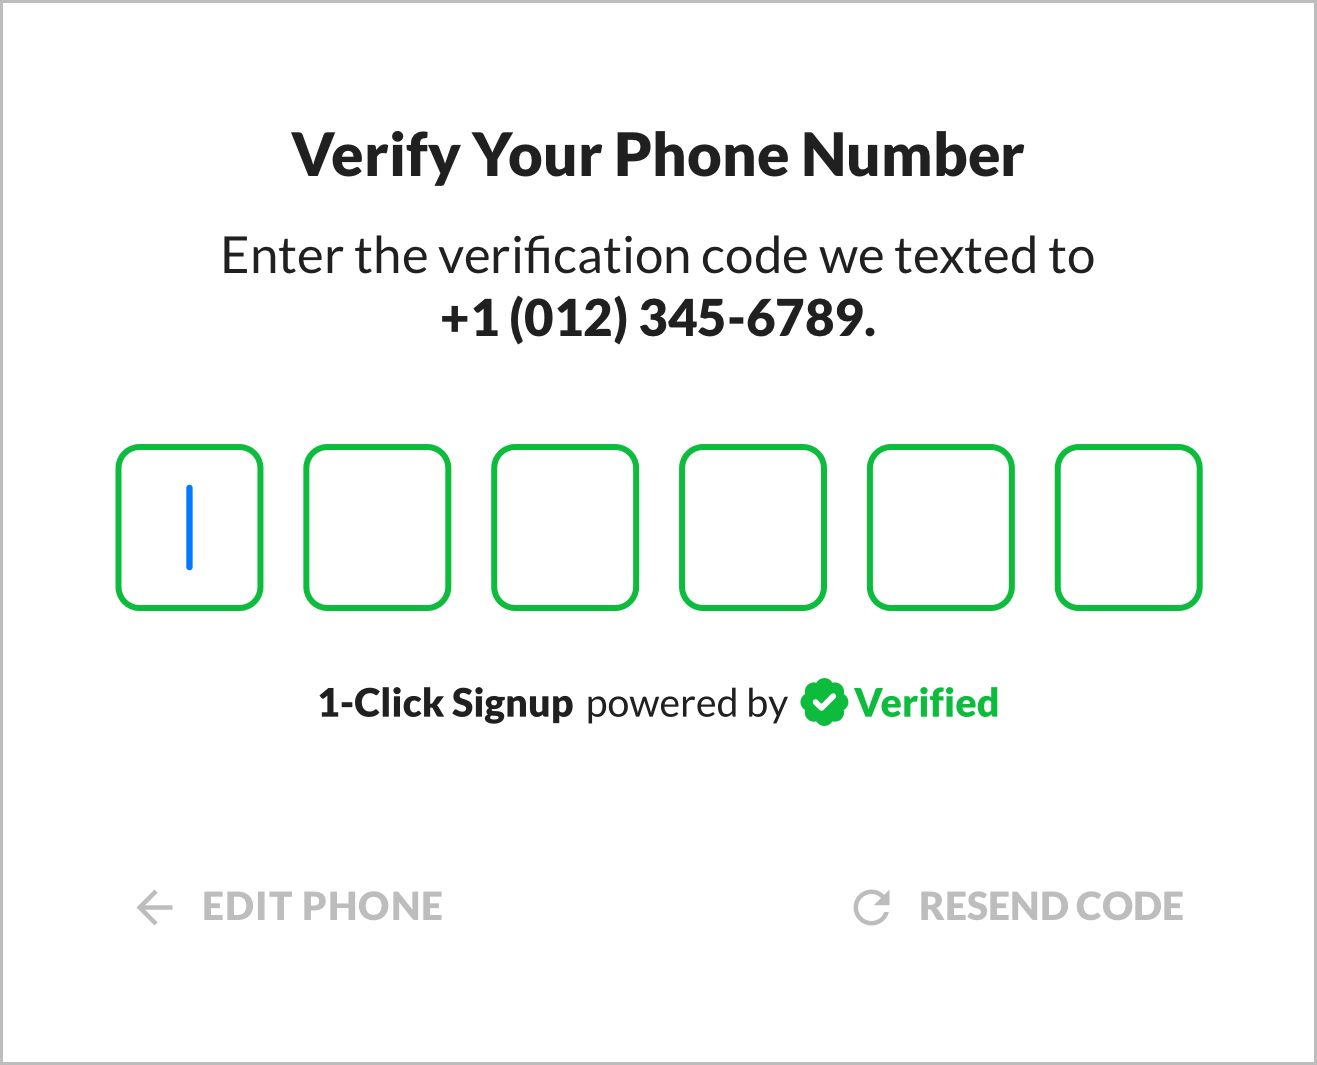 Verify Your Phone Number
Enter the verification code we texted to
+1 (012) 345-6789.
1-Click Signup powered by Verified
EDIT PHONE
RESEND CODE